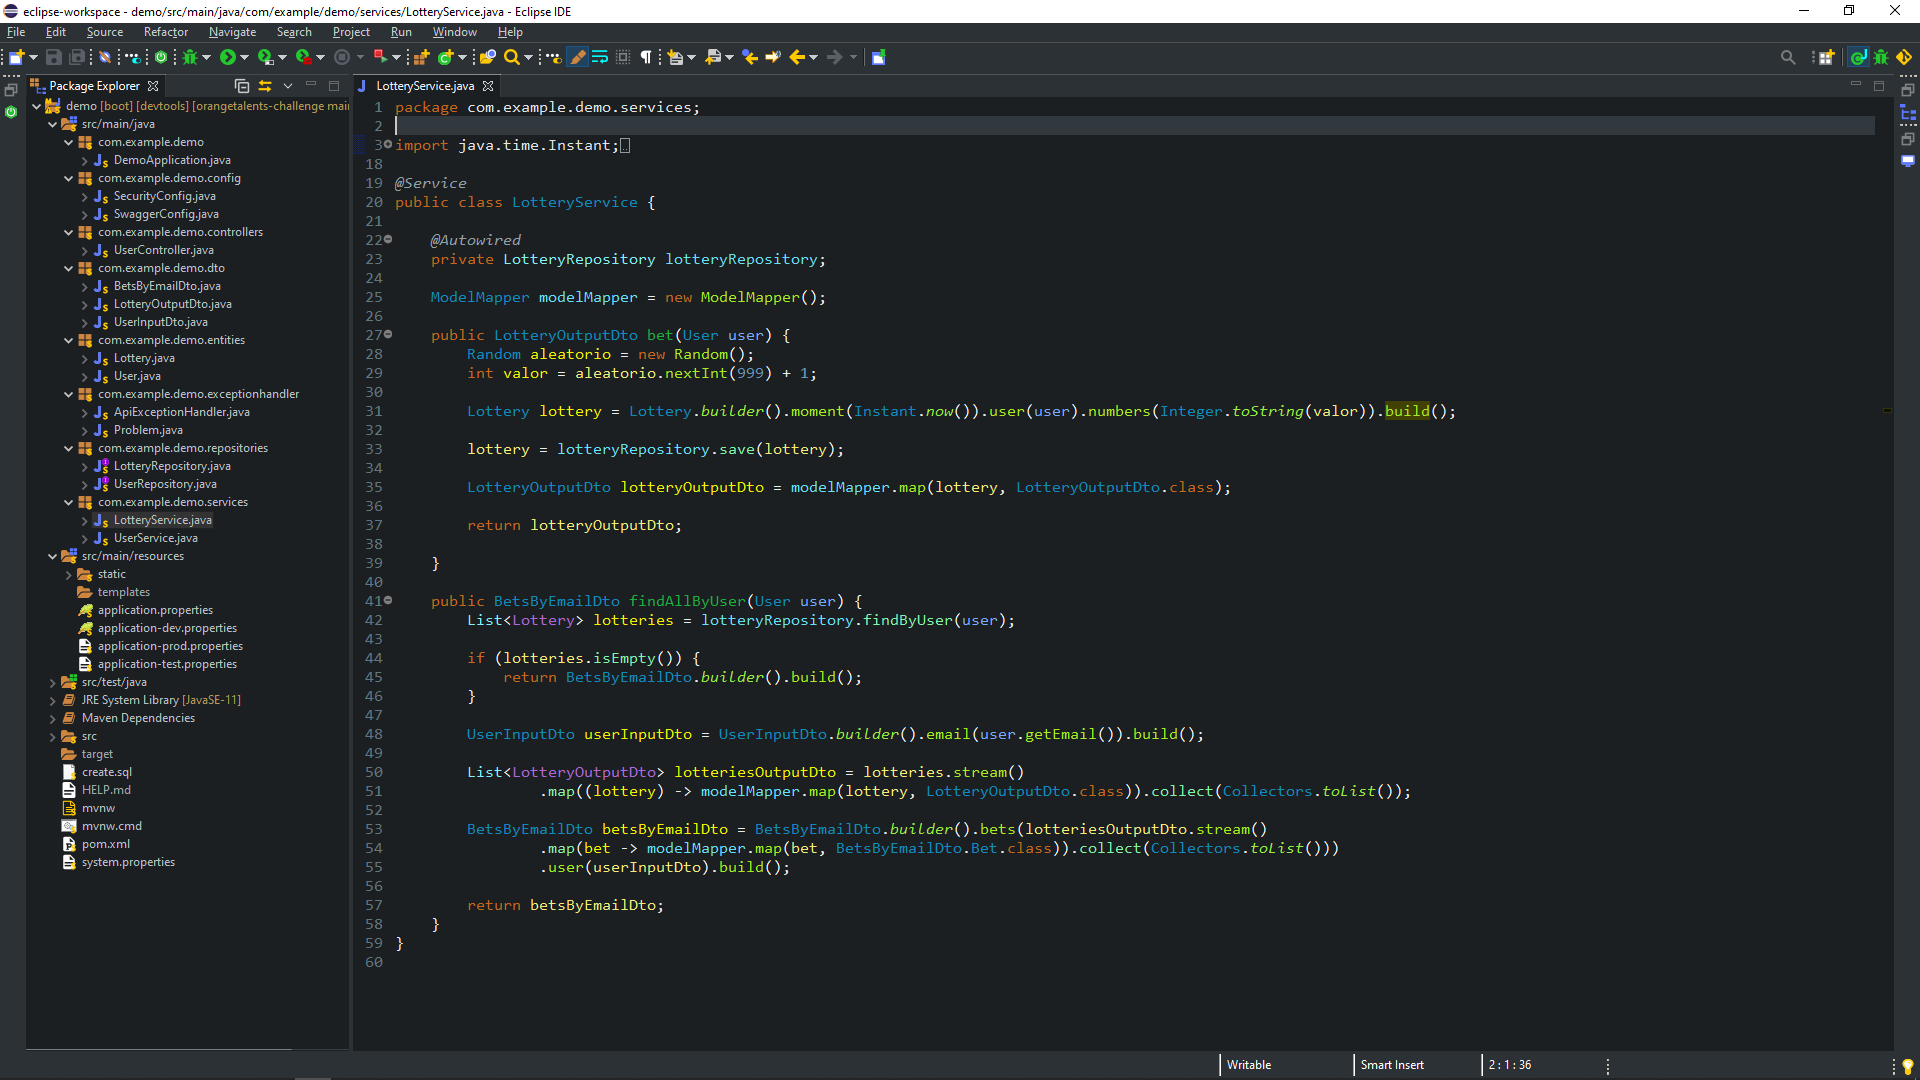 eclipse-workspace - demo/src/main/java/com/example/demo/services/LotteryService.java - Eclipse IDE
File Edit Source Refactor Navigate Search Project Run Window Help
Package Explorer
demo [boot] [devtools] [orangetalents-challenge mai
src/main/java
com.example.demo
DemoApplication.java
com.example.demo.config
SecurityConfig.java
SwaggerConfig.java
com.example.demo.controllers
UserController.java
com.example.demo.dto
BetsByEmailDto.java
LotteryOutputDto.java
UserInputDto.java
com.example.demo.entities
Lottery.java
User.java
com.example.demo.exceptionhandler
ApiExceptionHandler.java
Problem.java
com.example.demo.repositories
LotteryRepository.java
UserRepository.java
com.example.demo.services
LotteryService.java
UserService.java
src/main/resources
static
templates
application.properties
application-dev.properties
application-prod.properties
application-test.properties
src/test/java
JRE System Library [JavaSE-11]
Maven Dependencies
src
target
create.sql
HELP.md
mvnw
mvnw.cmd
pom.xml
system.properties
LotteryService.java
1 package com.example.demo.services;
2
3 import java.time.Instant;
18
19 @Service
20 public class LotteryService {
21
22 @Autowired
23 private LotteryRepository lotteryRepository;
24
25 ModelMapper modelMapper = new ModelMapper();
26
27 public LotteryOutputDto bet(User user) {
28 Random aleatorio = new Random();
29 int valor = aleatorio.nextInt(999) + 1;
30
31 Lottery lottery = Lottery.builder().moment(Instant.now()).user(user).numbers(Integer.toString(valor)).build();
32
33 lottery = lotteryRepository.save(lottery);
34
35 LotteryOutputDto lotteryOutputDto = modelMapper.map(lottery, LotteryOutputDto.class);
36
37 return lotteryOutputDto;
38
39 }
40
41 public BetsByEmailDto findAllByUser(User user) {
42 List<Lottery> lotteries = lotteryRepository.findByUser(user);
43
44 if (lotteries.isEmpty()) {
45 return BetsByEmailDto.builder().build();
46 }
47
48 UserInputDto userInputDto = UserInputDto.builder().email(user.getEmail()).build();
49
50 List<LotteryOutputDto> lotteriesOutputDto = lotteries.stream()
51 .map((lottery) -> modelMapper.map(lottery, LotteryOutputDto.class)).collect(Collectors.toList());
52
53 BetsByEmailDto betsByEmailDto = BetsByEmailDto.builder().bets(lotteriesOutputDto.stream()
54 .map(bet -> modelMapper.map(bet, BetsByEmailDto.Bet.class)).collect(Collectors.toList()))
55 .user(userInputDto).build();
56
57 return betsByEmailDto;
58 }
59 }
60
Writable Smart Insert 2 : 1 : 36